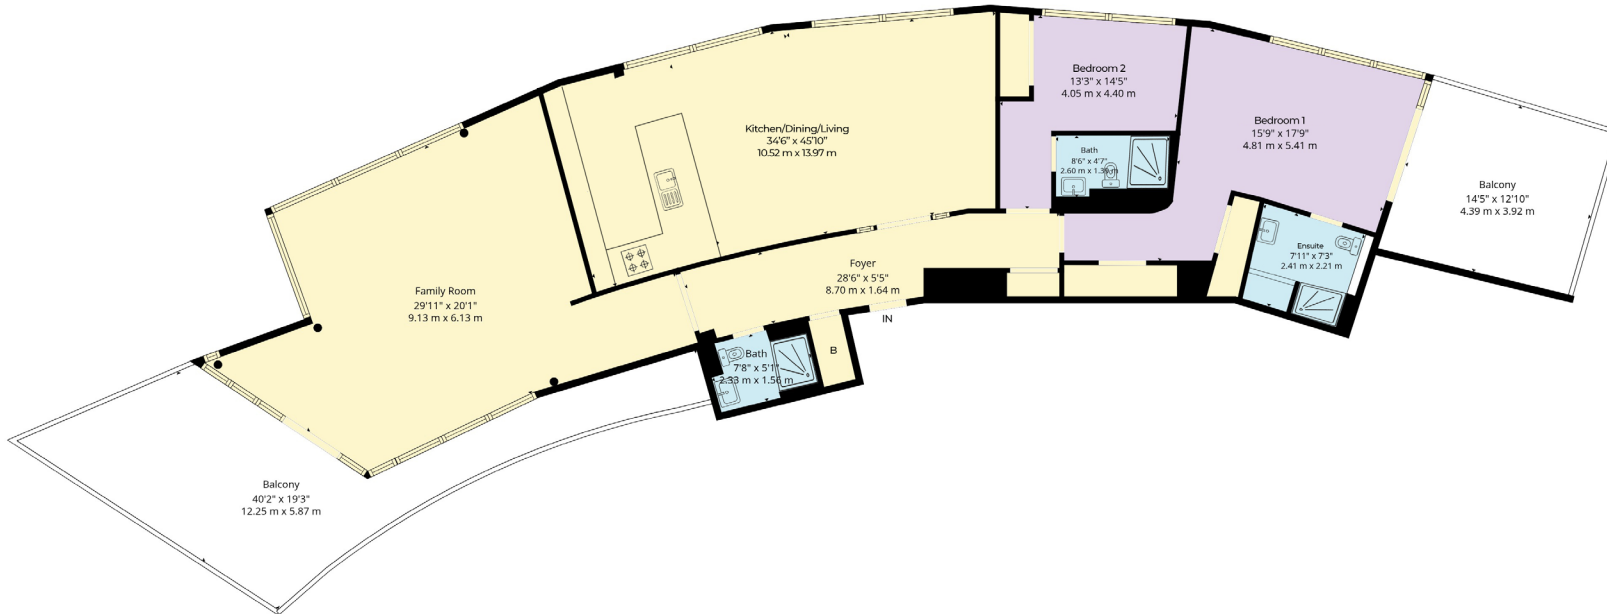 Bedroom 2
13'3" x 14'5"
4.05 m x 4.40 m
Kitchen/Dining/Living
34'6" x 45'10"
10.52 m x 13.97 m
Bedroom 1
15'9" x 17'9"
4.81 m x 5.41 m
Bath
8'6" x 4'7"
2.60 m x 1.39 m
Balcony
14'5" x 12'10"
4.39 m x 3.92 m
Ensuite
7'11" x 7'3"
2.41 m x 2.21 m
Foyer
28'6" x 5'5"
8.70 m x 1.64 m
Family Room
29'11" x 20'1"
9.13 m x 6.13 m
IN
B
Bath
7'8" x 5'1"
2.33 m x 1.56 m
Balcony
40'2" x 19'3"
12.25 m x 5.87 m